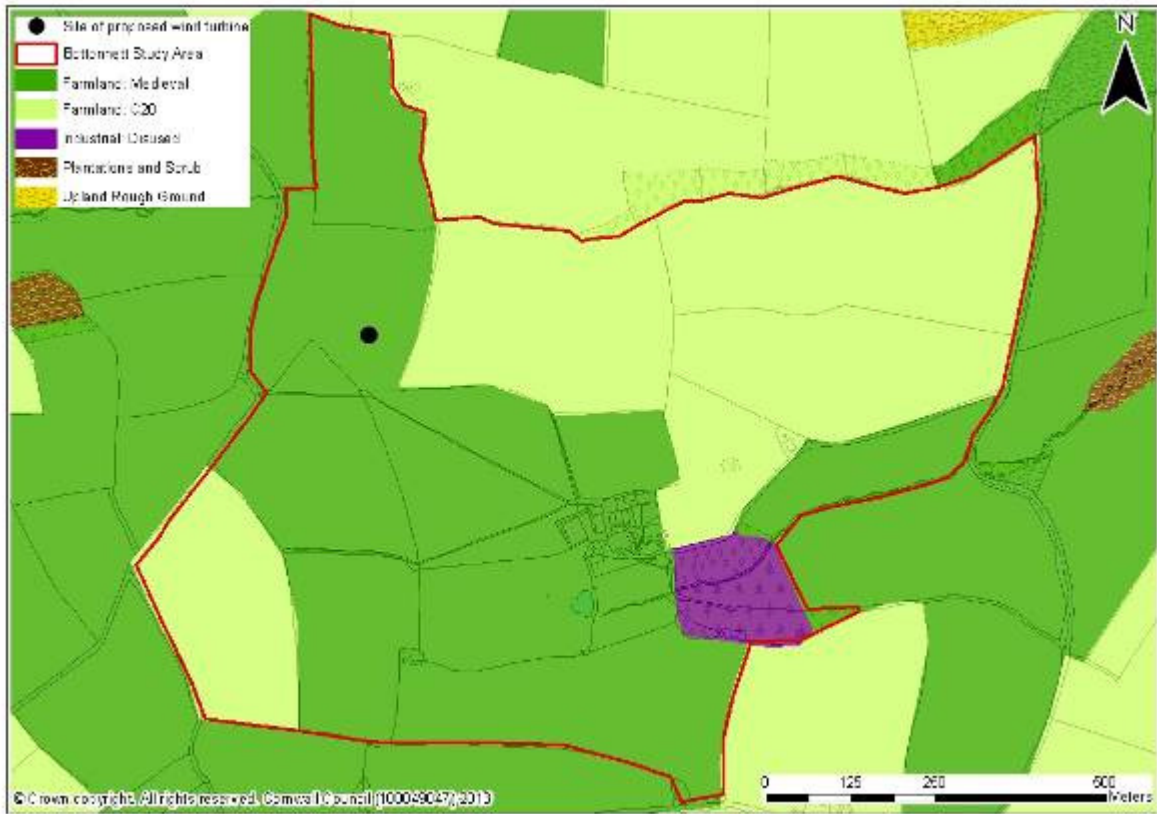 Site of proposed wind turbine
Bottonnett Study Area
Farmland: Medieval
Farmland: C20
Industrial: Disused
Plantations and Scrub
Upland Rough Ground
N
© Crown copyright. All rights reserved. Cornwall Council (100049047) 2013
0 125 250 500
Meters